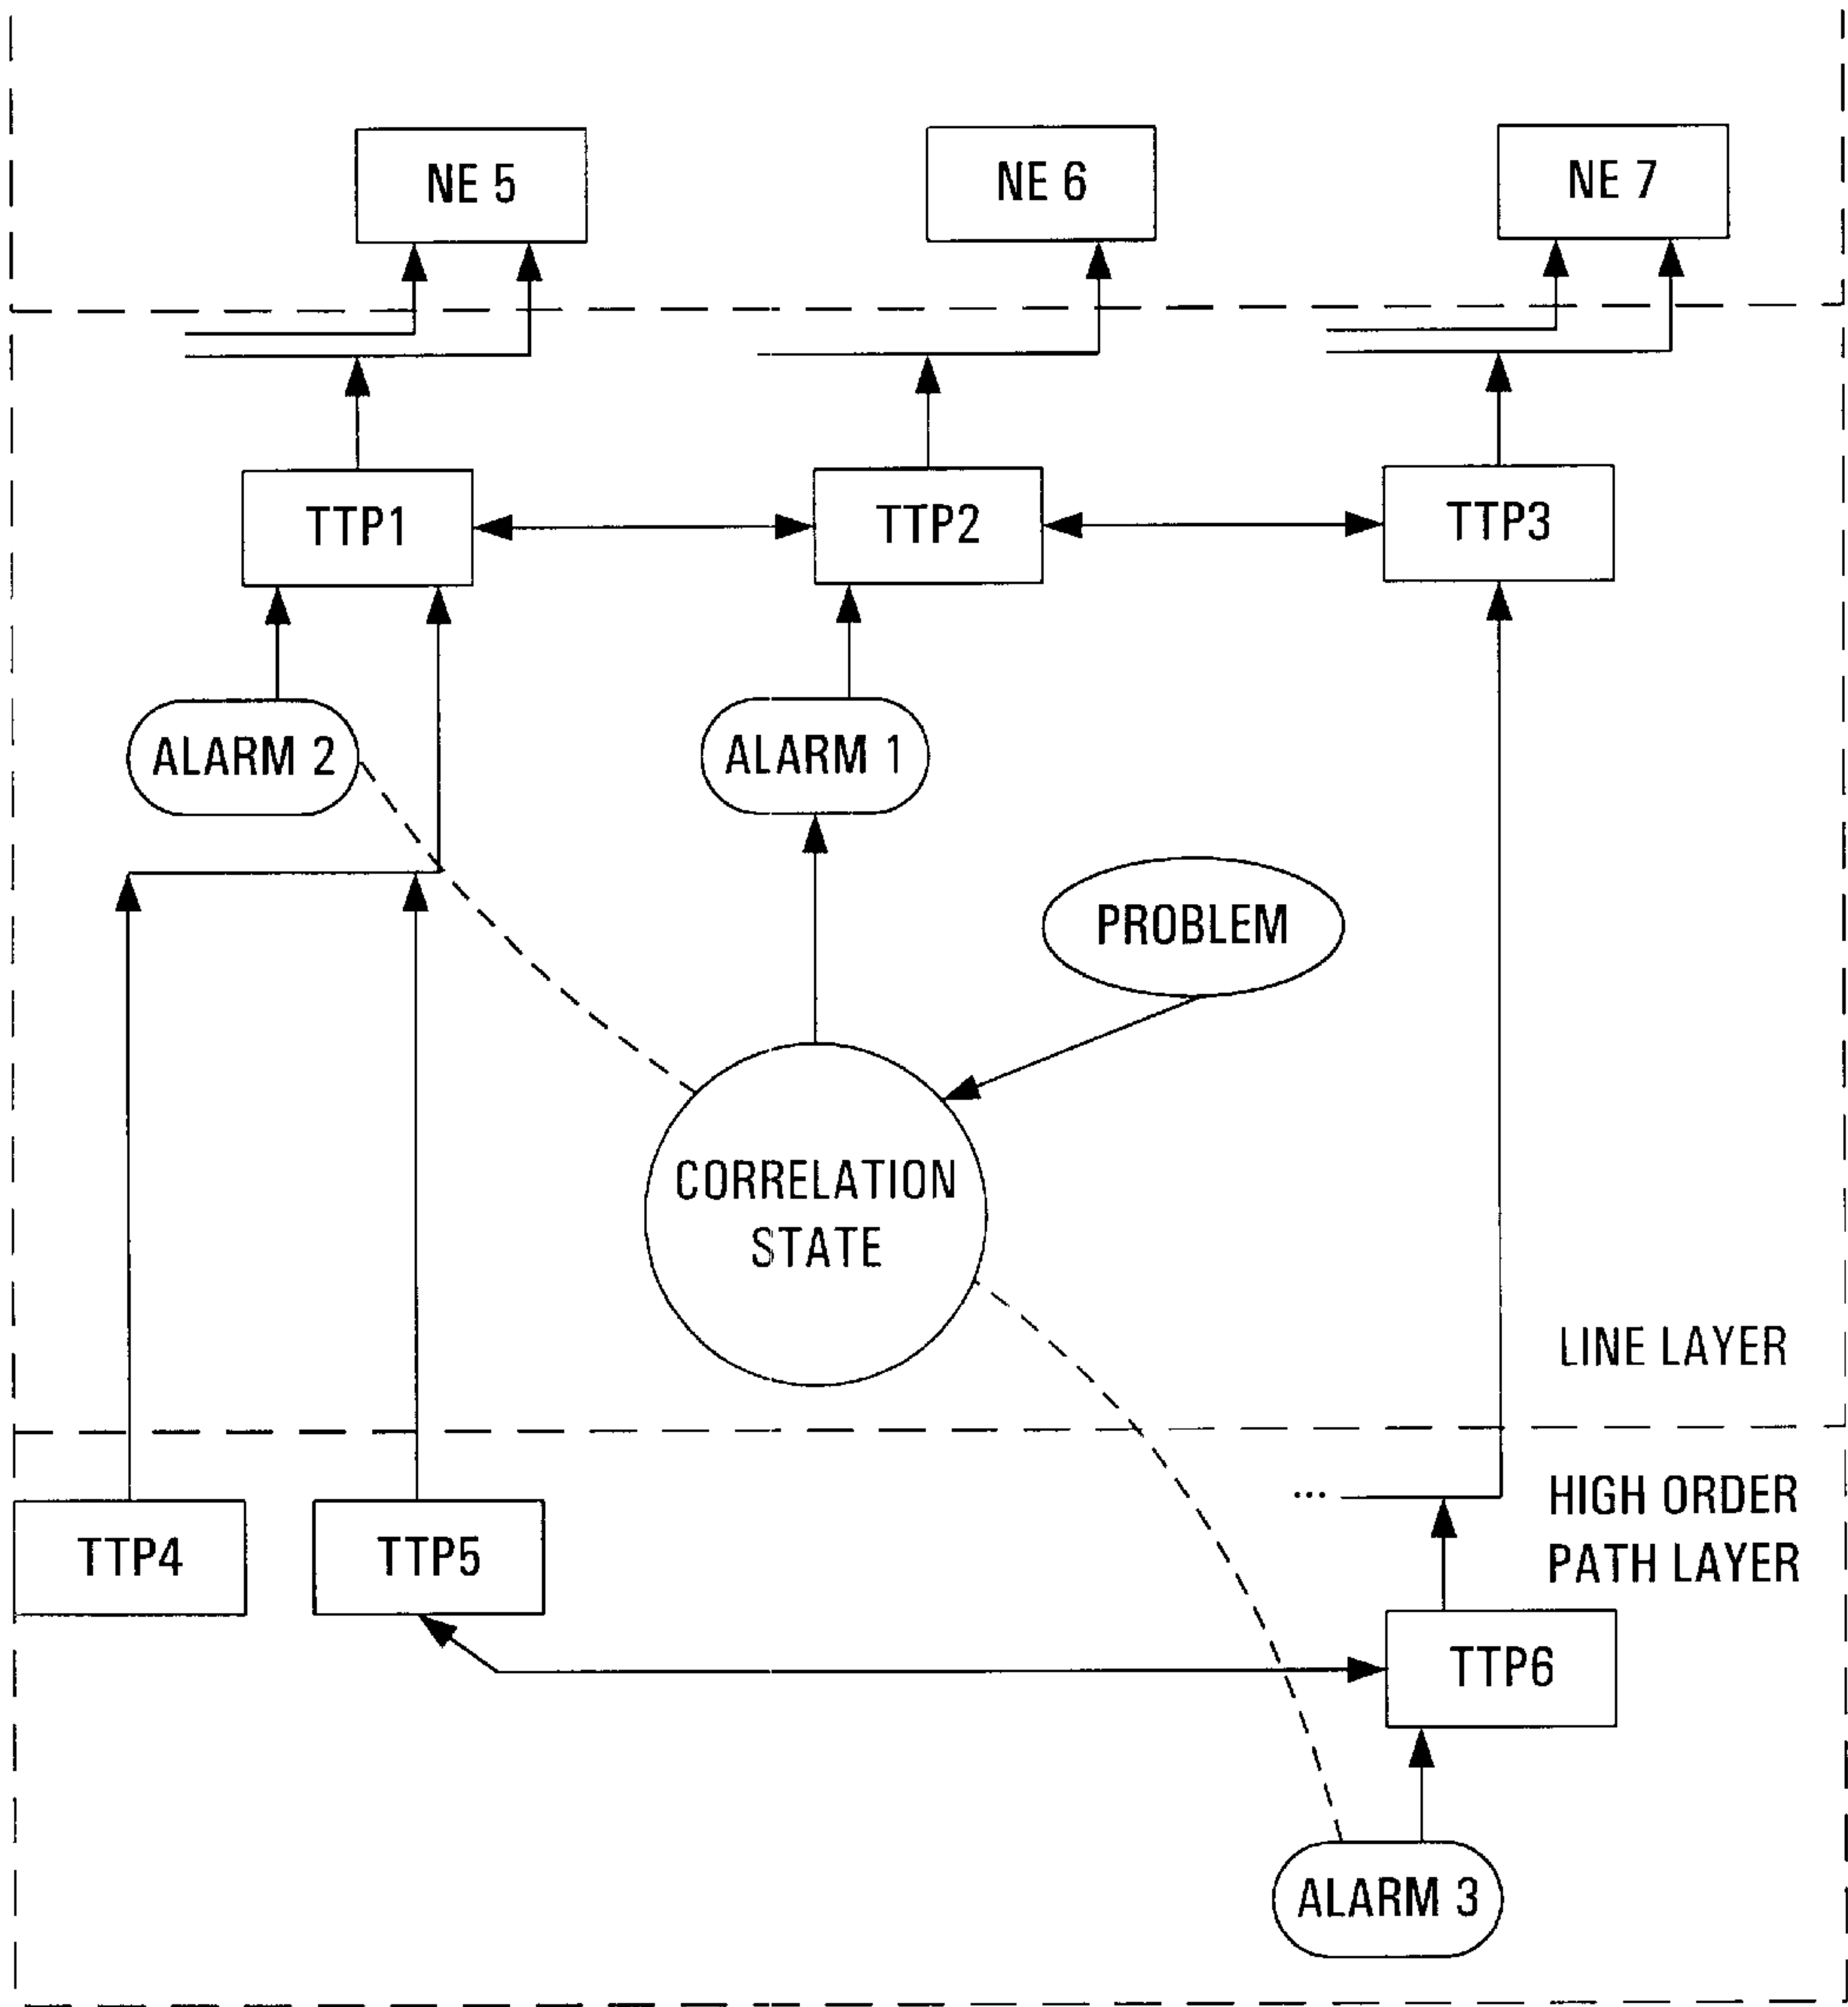 NE 5
NE 6
NE 7
TTP1
TTP2
TTP3
ALARM 2
ALARM 1
PROBLEM
CORRELATION
STATE
LINE LAYER
HIGH ORDER
PATH LAYER
...
TTP4
TTP5
TTP6
ALARM 3